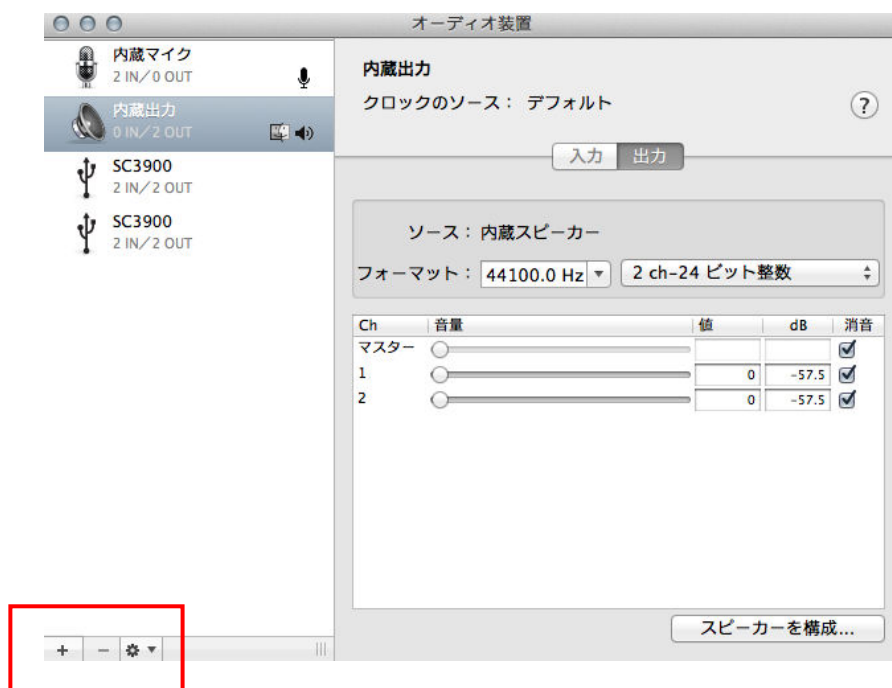 オーディオ装置
内蔵マイク
2 IN/0 OUT
内蔵出力
0 IN/2 OUT
SC3900
2 IN/2 OUT
SC3900
2 IN/2 OUT
内蔵出力
クロックのソース： デフォルト
?
入力 出力
ソース：内蔵スピーカー
フォーマット： 44100.0 Hz 2 ch-24 ビット整数
Ch 音量 値 dB 消音
マスター
1 0 -57.5
2 0 -57.5
スピーカーを構成...
+ -